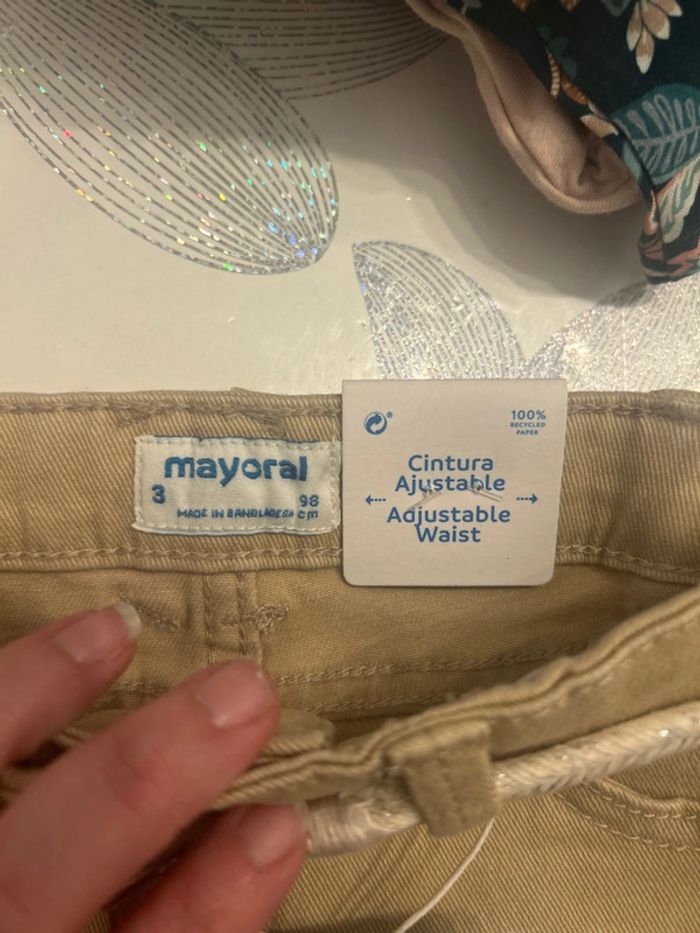 mayoral
3 98
MADE IN BANGLADESH cm
100%
RECYCLED
PAPER
Cintura
Ajustable
Adjustable
Waist